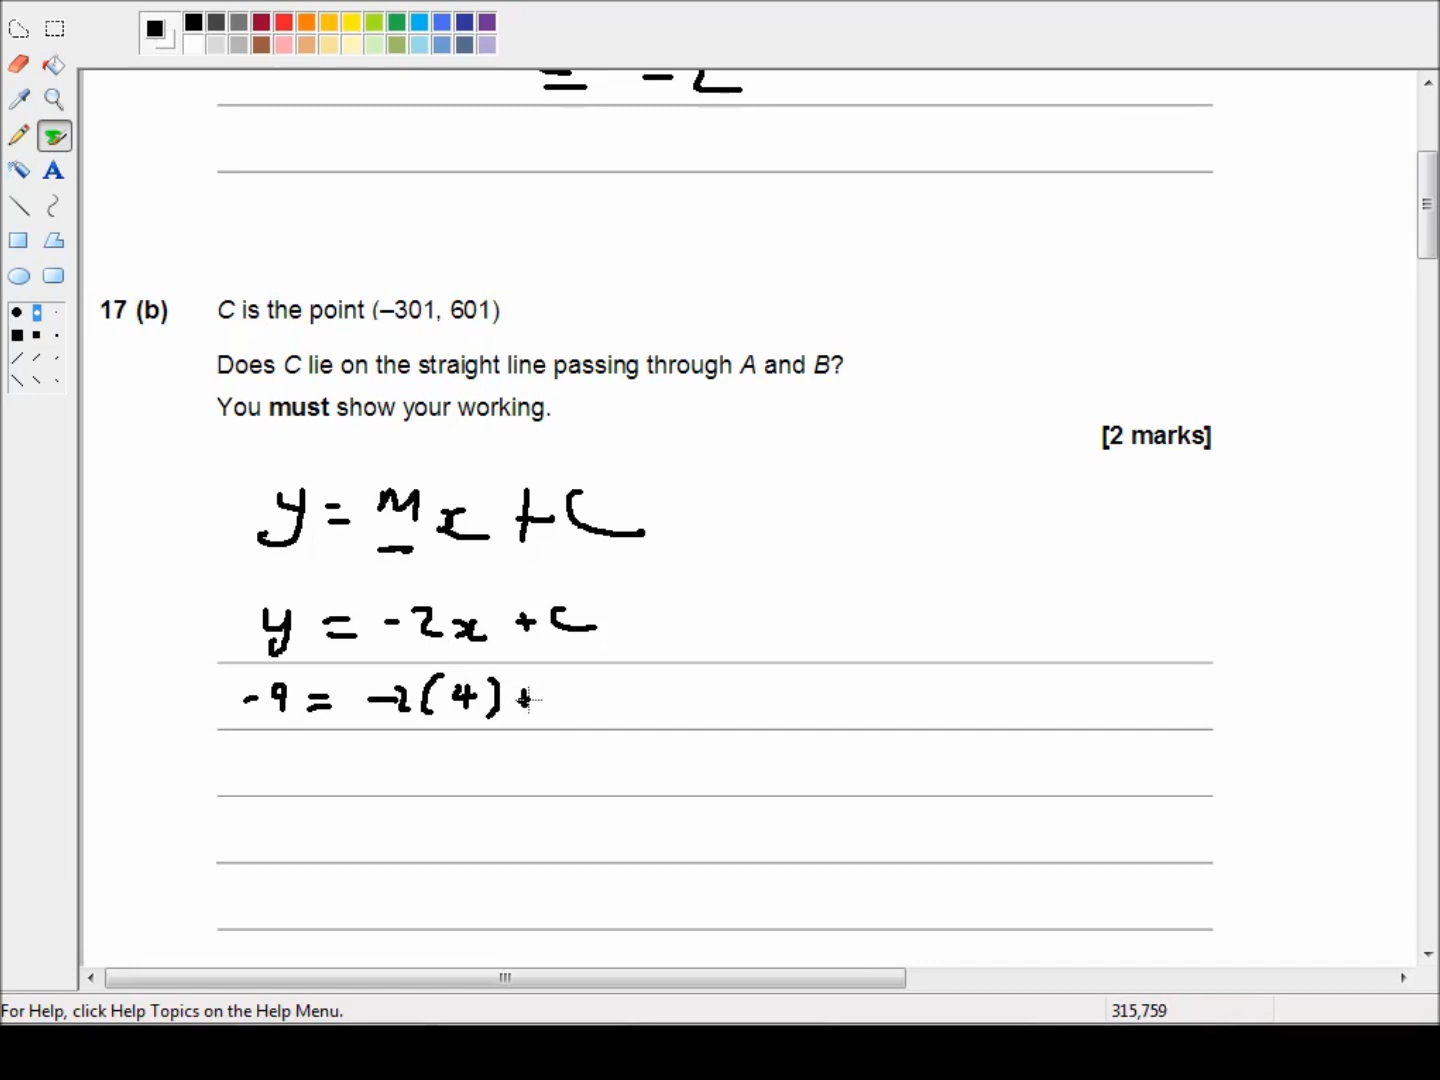 = -2
17 (b) C is the point (–301, 601)
Does C lie on the straight line passing through A and B?
You must show your working.
[2 marks]
y = mx + c
y = -2x + c
-9 = -2(4) +
For Help, click Help Topics on the Help Menu. 315,759